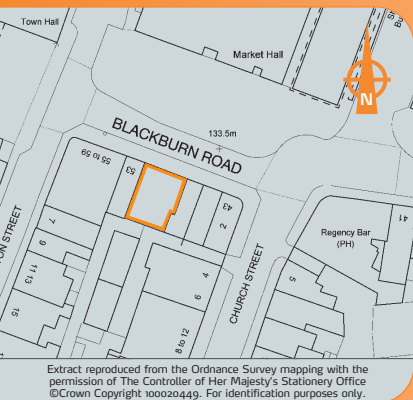 Town Hall
Market Hall
N
BLACKBURN ROAD
133.5m
55 to 59
53
43
2
Regency Bar
(PH)
41
7
9
11 13
15
4
6
8 to 12
5
CHURCH STREET
ON STREET
Extract reproduced from the Ordnance Survey mapping with the
permission of The Controller of Her Majesty's Stationery Office
©Crown Copyright 100020449. For identification purposes only.